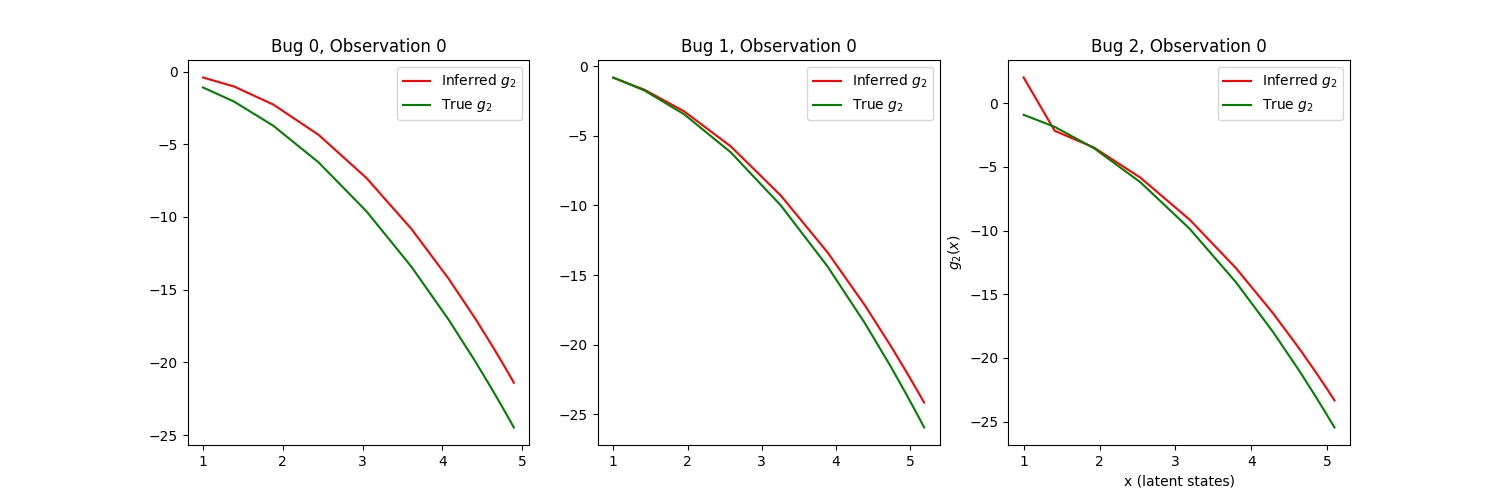 Bug 0, Observation 0
Inferred g₂
True g₂
0
−5
−10
−15
−20
−25
1 2 3 4 5
Bug 1, Observation 0
Inferred g₂
True g₂
0
−5
−10
−15
−20
−25
1 2 3 4 5
Bug 2, Observation 0
Inferred g₂
True g₂
g₂(x)
0
−5
−10
−15
−20
−25
1 2 3 4 5
x (latent states)